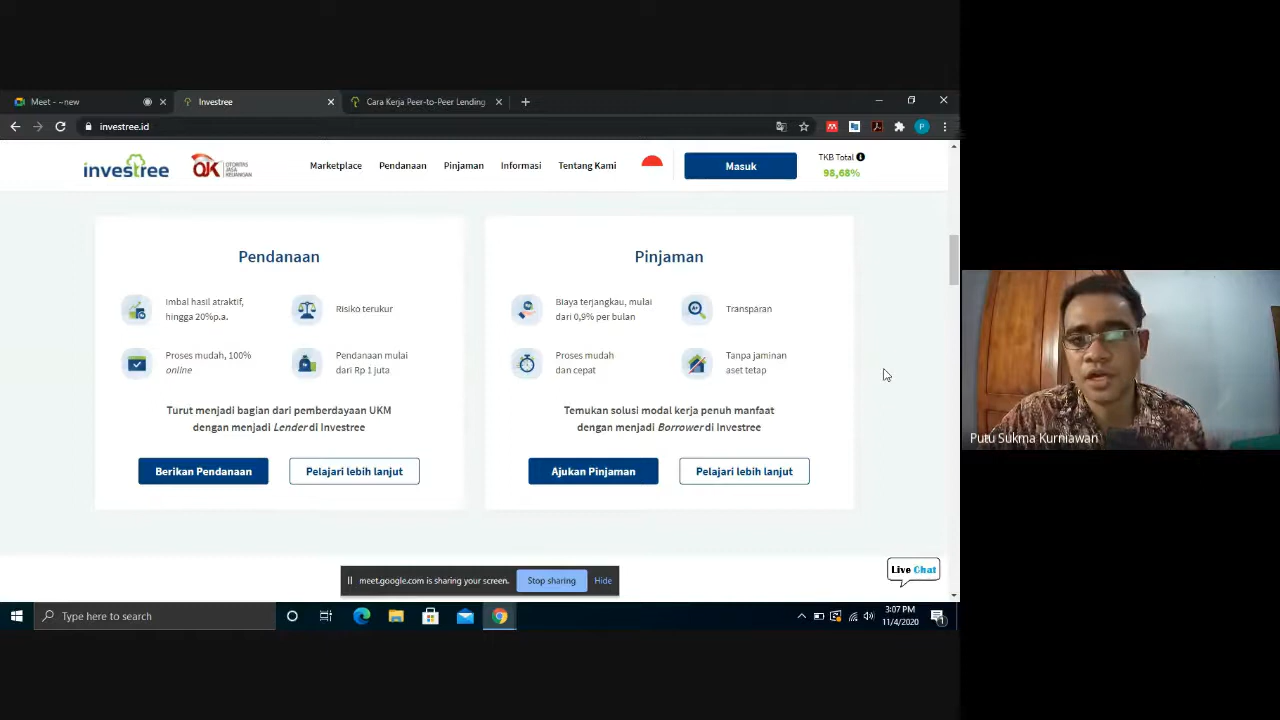 Meet - ~new
Investree
Cara Kerja Peer-to-Peer Lending
investree.id
investree
OJK OTORITAS JASA KEUANGAN
Marketplace
Pendanaan
Pinjaman
Informasi
Tentang Kami
Masuk
TKB Total
98,68%
Pendanaan
Imbal hasil atraktif,
hingga 20%p.a.
Risiko terukur
Proses mudah, 100%
online
Pendanaan mulai
dari Rp 1 juta
Turut menjadi bagian dari pemberdayaan UKM
dengan menjadi Lender di Investree
Berikan Pendanaan
Pelajari lebih lanjut
Pinjaman
Biaya terjangkau, mulai
dari 0,9% per bulan
Transparan
Proses mudah
dan cepat
Tanpa jaminan
aset tetap
Temukan solusi modal kerja penuh manfaat
dengan menjadi Borrower di Investree
Ajukan Pinjaman
Pelajari lebih lanjut
Putu Sukma Kurniawan
Live Chat
meet.google.com is sharing your screen.
Stop sharing
Hide
Type here to search
3:07 PM
11/4/2020